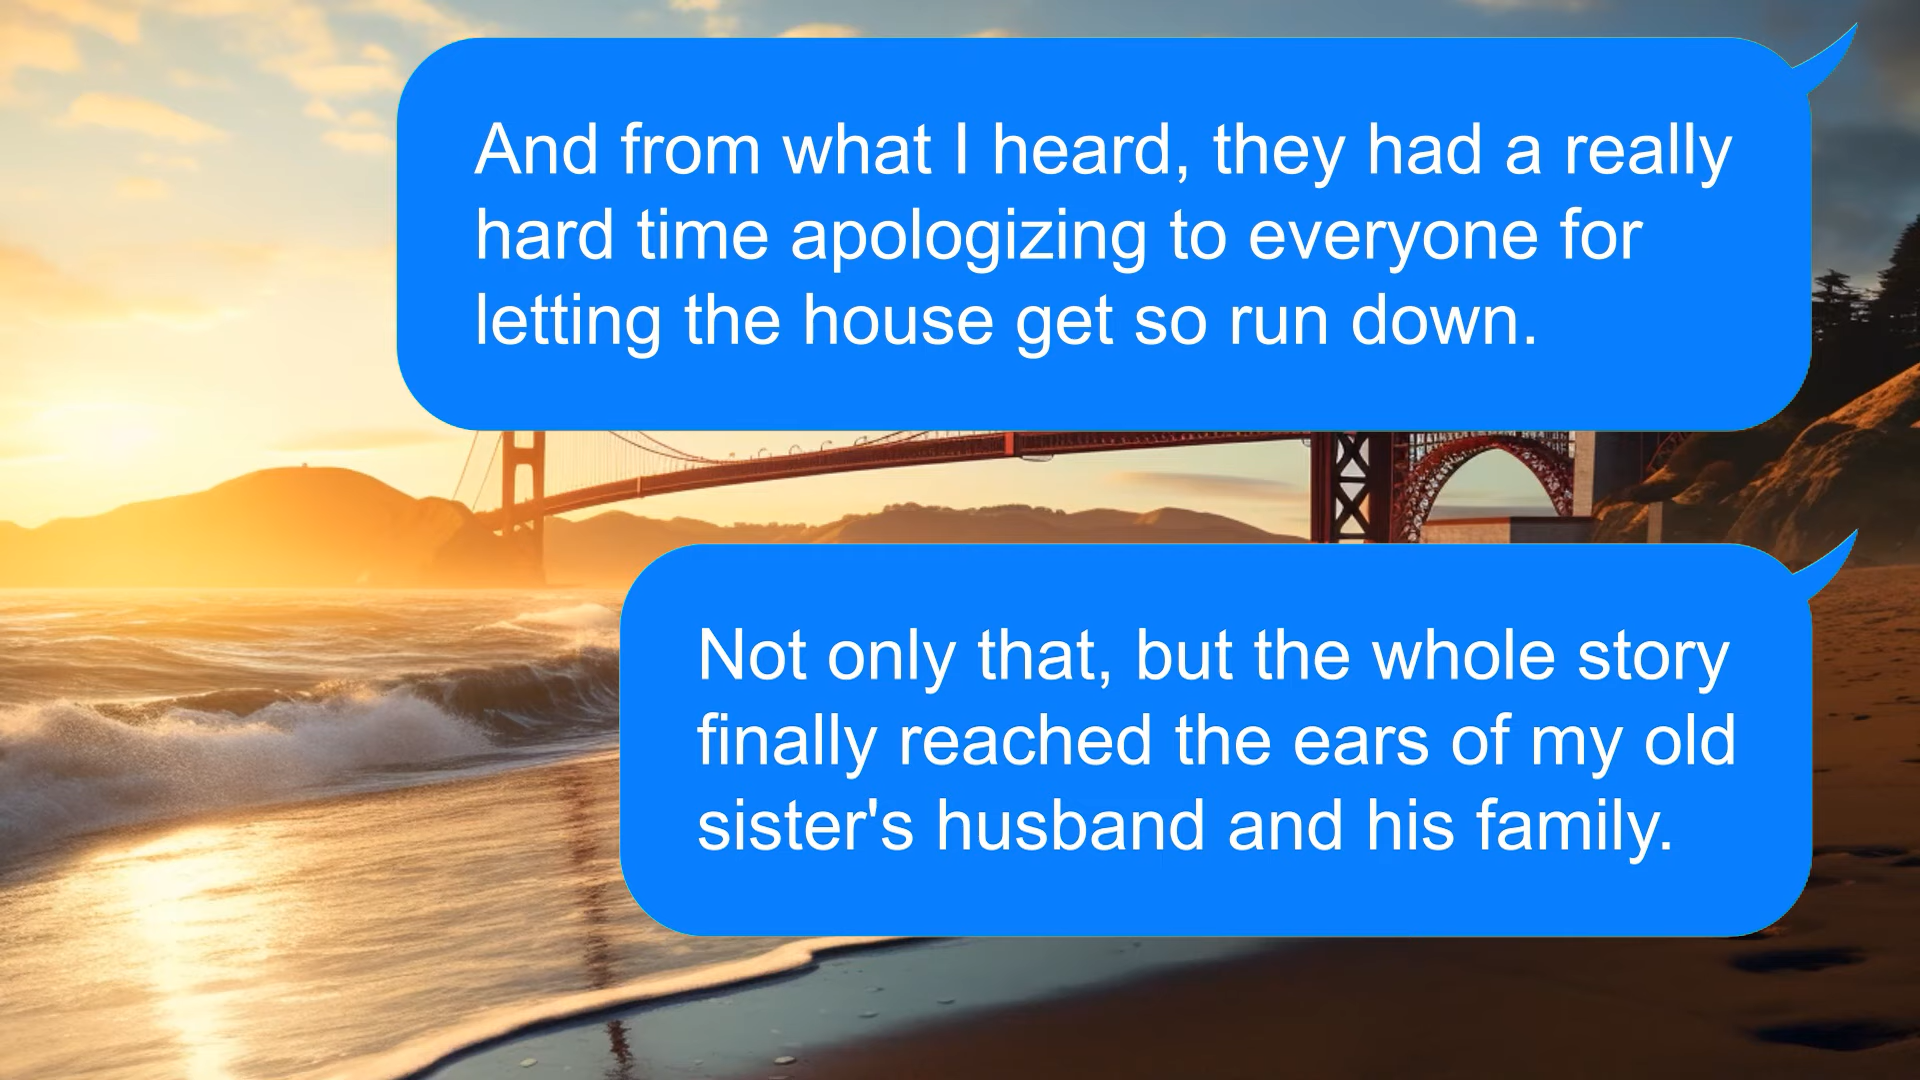 And from what I heard, they had a really
hard time apologizing to everyone for
letting the house get so run down.
Not only that, but the whole story
finally reached the ears of my old
sister's husband and his family.